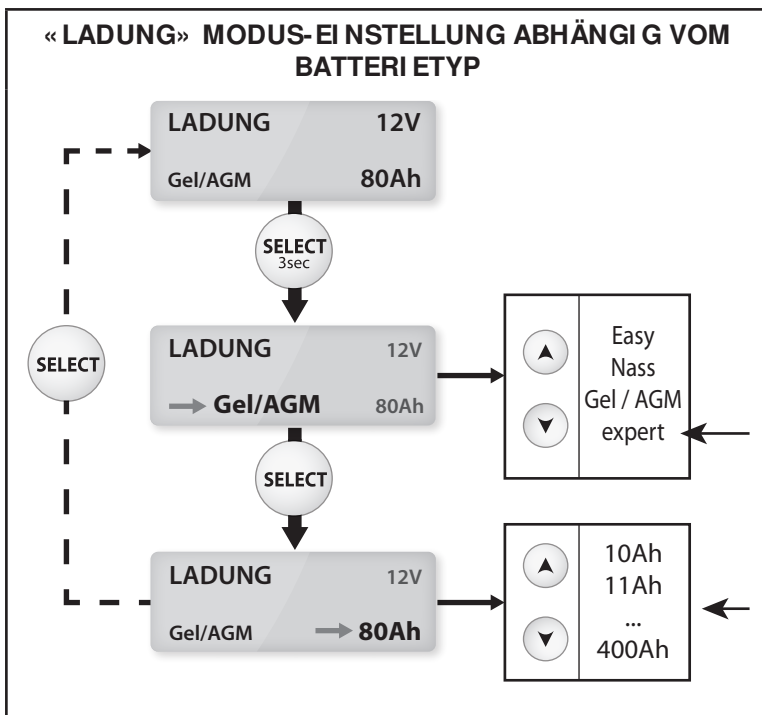 «LADUNG» MODUS-EINSTELLUNG ABHÄNGIG VOM
BATTERIETYP
LADUNG 12V
Gel/AGM 80Ah
SELECT
3sec
LADUNG 12V
Gel/AGM 80Ah
Easy
Nass
Gel / AGM
expert
SELECT
SELECT
LADUNG 12V
Gel/AGM 80Ah
10Ah
11Ah
...
400Ah